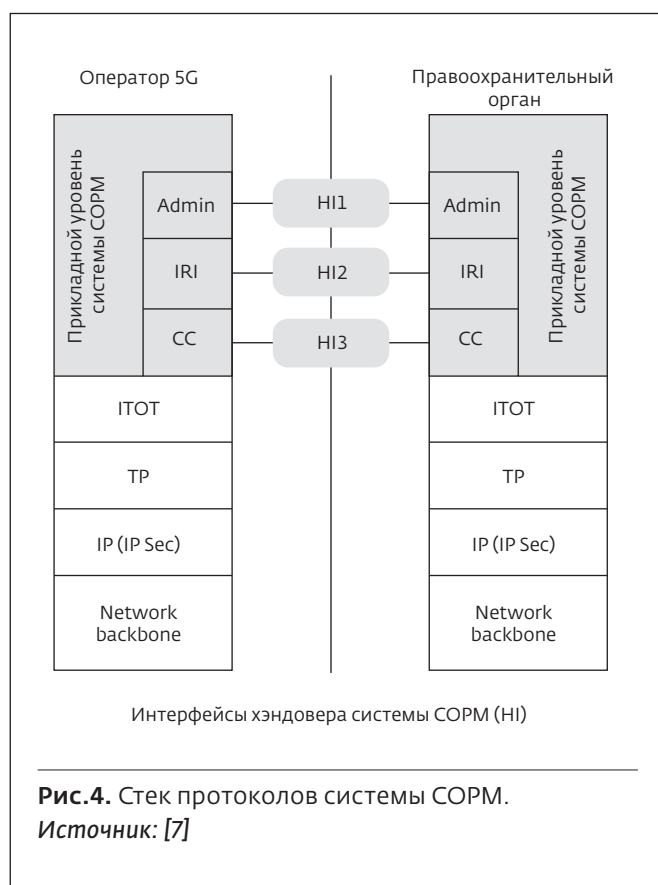 Оператор 5G
Правоохранительный
орган
Прикладной уровень
системы СОРМ
Admin
HI1
Admin
Прикладной уровень
системы СОРМ
IRI
HI2
IRI
CC
HI3
CC
ITOT
ITOT
TP
TP
IP (IP Sec)
IP (IP Sec)
Network
backbone
Network
backbone
Интерфейсы хэндовера системы СОРМ (HI)
Рис.4. Стек протоколов системы СОРМ.
Источник: [7]